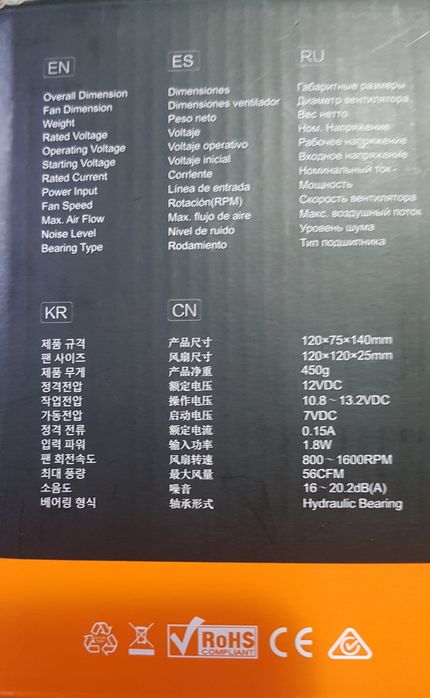 EN
Overall Dimension
Fan Dimension
Weight
Rated Voltage
Operating Voltage
Starting Voltage
Rated Current
Power Input
Fan Speed
Max. Air Flow
Noise Level
Bearing Type
ES
Dimensiones
Dimensiones ventilador
Peso neto
Voltaje
Voltaje operativo
Voltaje inicial
Corriente
Línea de entrada
Rotación(RPM)
Max. flujo de aire
Nivel de ruido
Rodamiento
RU
Габаритные размеры
Диаметр вентилятора
Вес нетто
Ном. Напряжение
Рабочее напряжение
Входное напряжение
Номинальный ток -
Мощность
Скорость вентилятора
Макс. воздушный поток
Уровень шума
Тип подшипника
KR
제품 규격
팬 사이즈
제품 무게
정격전압
작업전압
가동전압
정격 전류
입력 파워
팬 회전속도
최대 풍량
소음도
베어링 형식
CN
产品尺寸
风扇尺寸
产品净重
额定电压
操作电压
启动电压
额定电流
输入功率
风扇转速
最大风量
噪音
轴承形式
120×75×140mm
120×120×25mm
450g
12VDC
10.8 ~ 13.2VDC
7VDC
0.15A
1.8W
800 ~ 1600RPM
56CFM
16 ~ 20.2dB(A)
Hydraulic Bearing
RoHS
COMPLIANT
CE